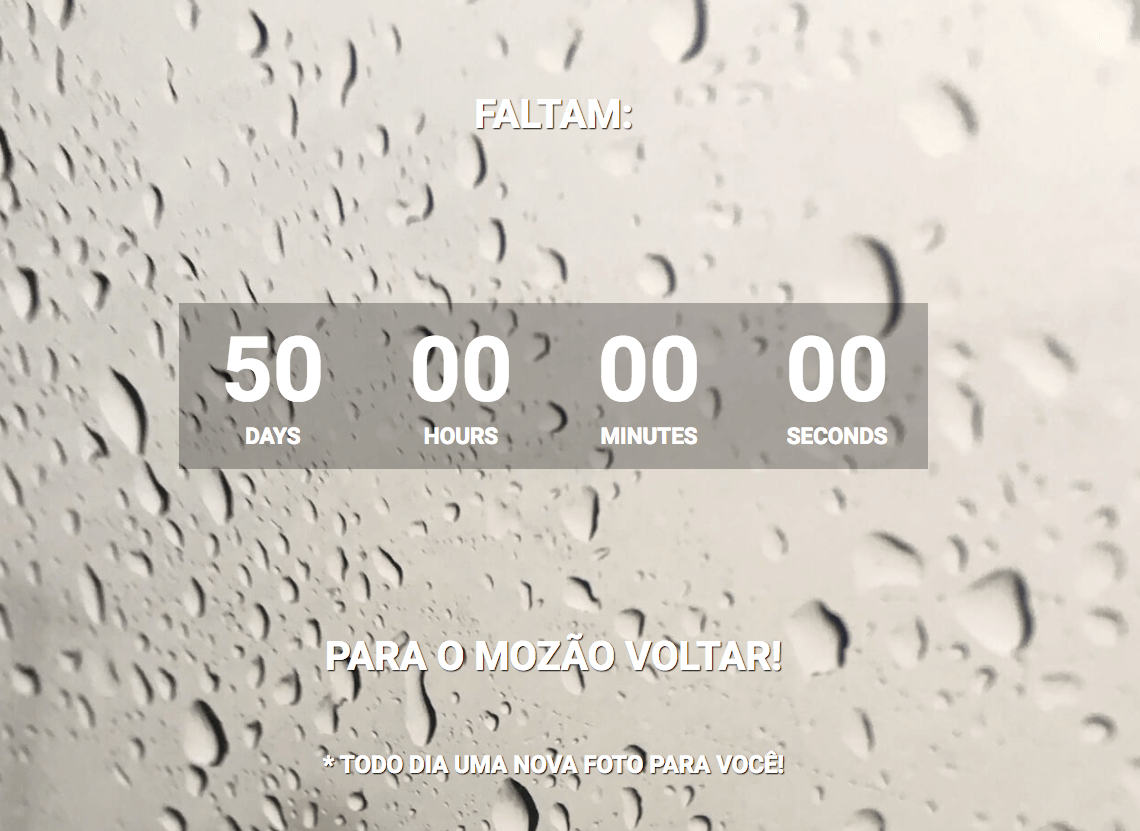 FALTAM:
50 00 00 00
DAYS HOURS MINUTES SECONDS
PARA O MOZÃO VOLTAR!
* TODO DIA UMA NOVA FOTO PARA VOCÊ!